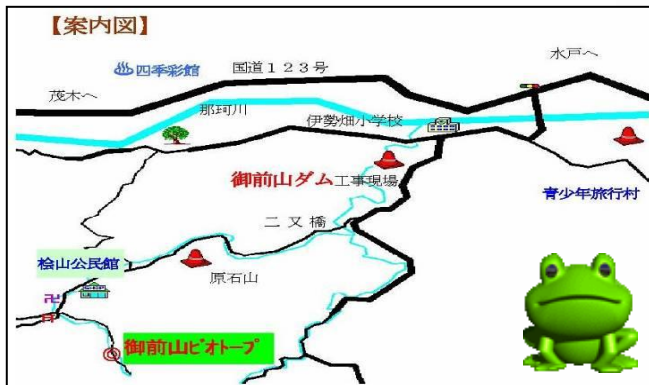 【案内図】
四季彩館
国道123号
水戸へ
茂木へ
那珂川
伊勢畑小学校
御前山ダム工事現場
青少年旅行村
二又橋
桧山公民館
原石山
卍
御前山ビオトープ